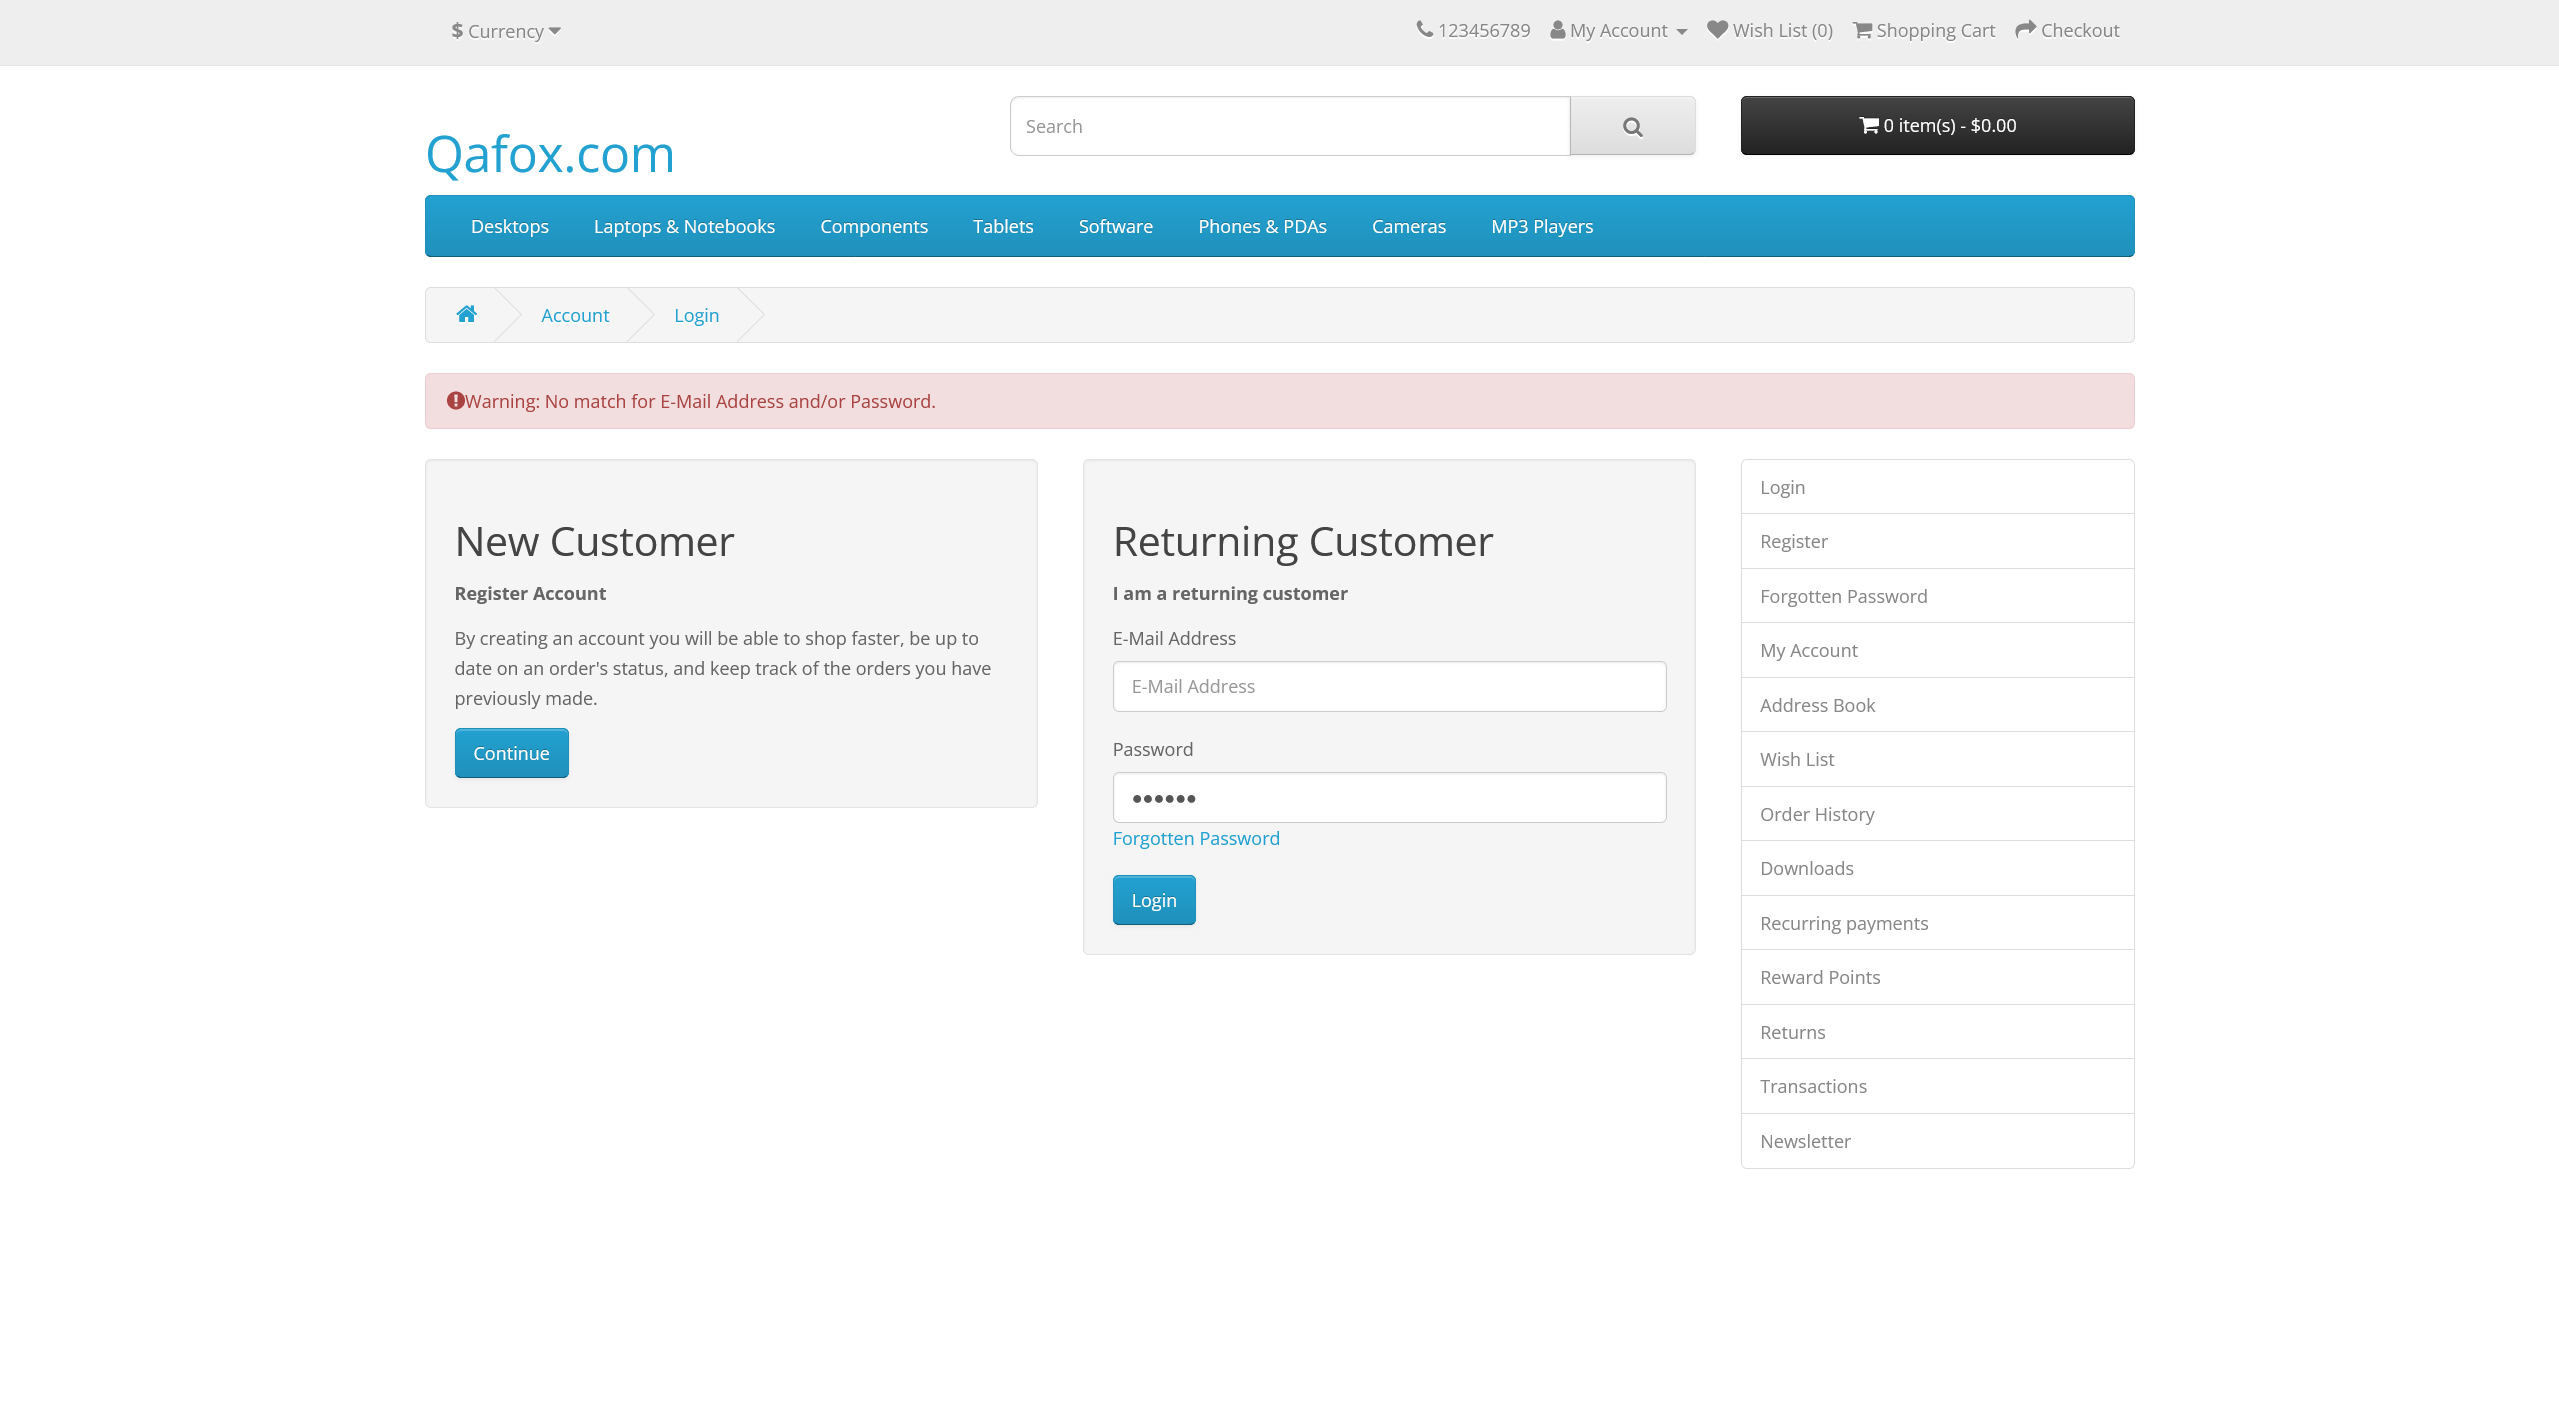 $ Currency
123456789 My Account Wish List (0) Shopping Cart Checkout
Qafox.com
Search
0 item(s) - $0.00
Desktops Laptops & Notebooks Components Tablets Software Phones & PDAs Cameras MP3 Players
Account Login
Warning: No match for E-Mail Address and/or Password.
New Customer
Register Account
By creating an account you will be able to shop faster, be up to
date on an order's status, and keep track of the orders you have
previously made.
Continue
Returning Customer
I am a returning customer
E-Mail Address
E-Mail Address
Password
••••••
Forgotten Password
Login
Login
Register
Forgotten Password
My Account
Address Book
Wish List
Order History
Downloads
Recurring payments
Reward Points
Returns
Transactions
Newsletter